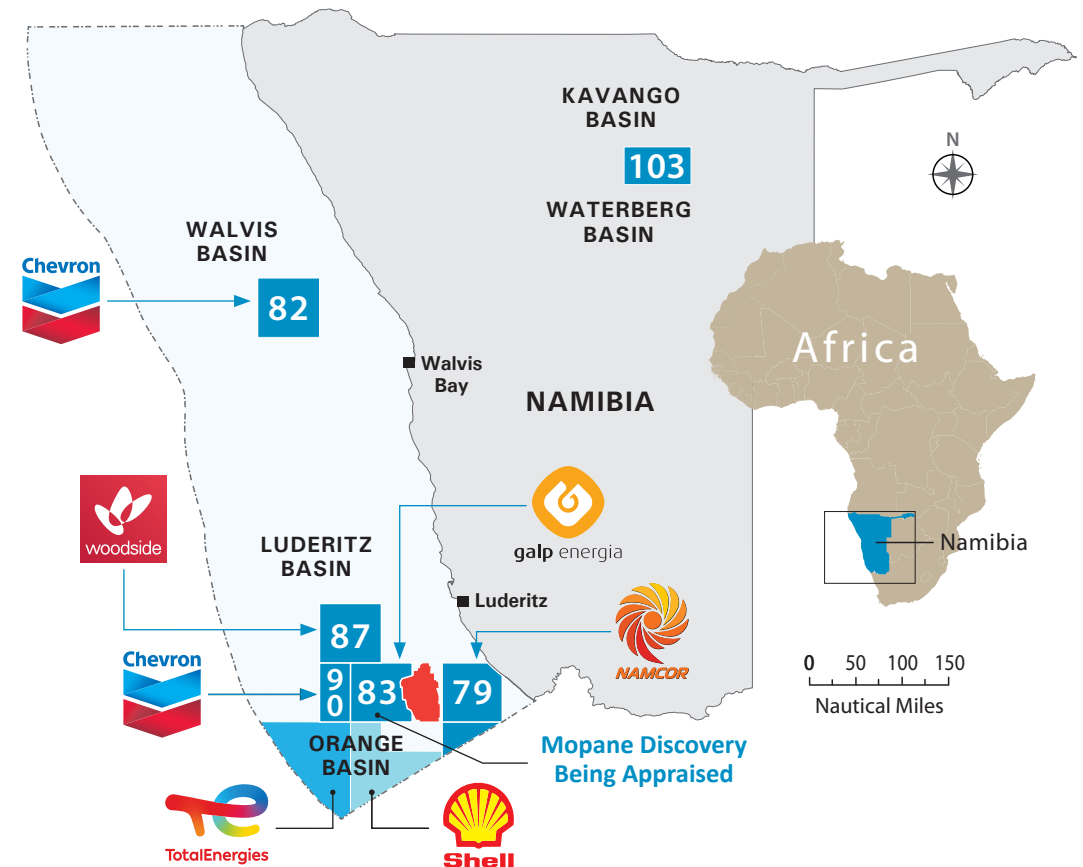 KAVANGO
BASIN
103
N
WATERBERG
BASIN
WALVIS
BASIN
Chevron
82
Africa
Walvis
Bay
NAMIBIA
woodside
galp energia
LUDERITZ
BASIN
Namibia
Luderitz
87
NAMCOR
Chevron
90
83
79
0 50 100 150
Nautical Miles
ORANGE
BASIN
Mopane Discovery
Being Appraised
TotalEnergies
Shell